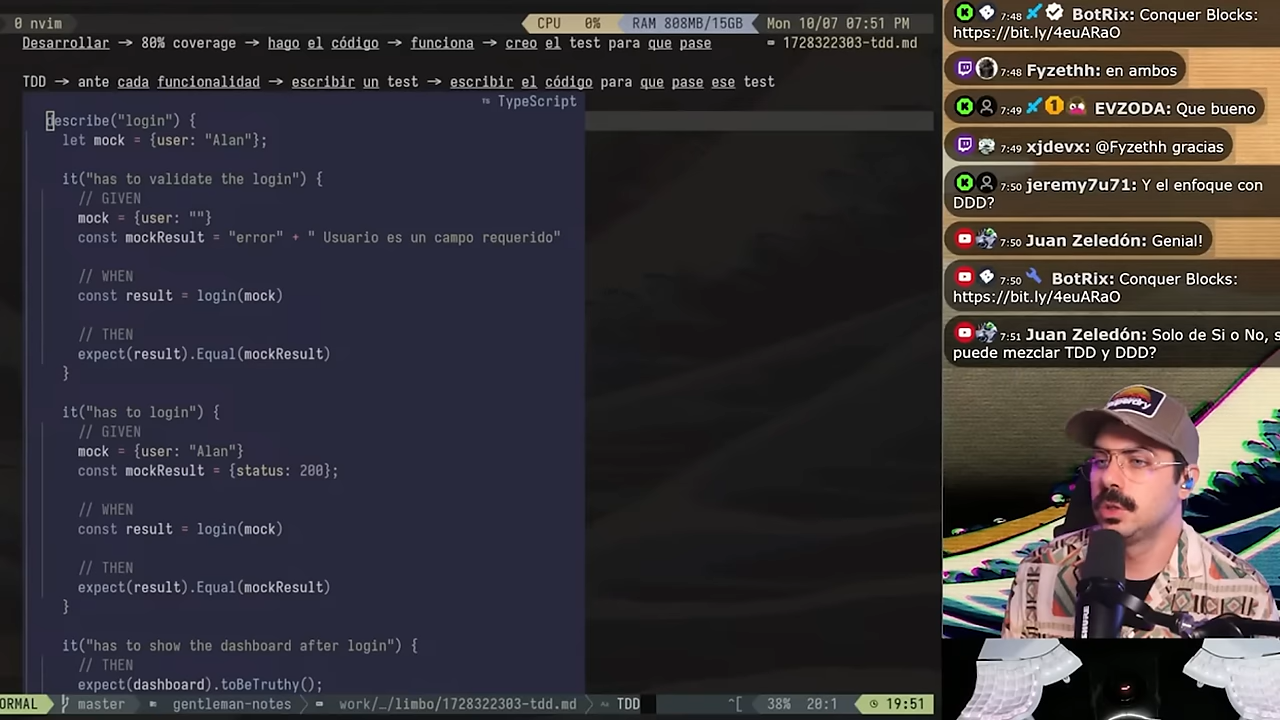 0 nvim
CPU 0% RAM 808MB/15GB Mon 10/07 07:51 PM
Desarrollar → 80% coverage → hago el código → funciona → creo el test para que pase
1728322303-tdd.md
TDD → ante cada funcionalidad → escribir un test → escribir el código para que pase ese test
TypeScript
describe("login") {
let mock = {user: "Alan"};
it("has to validate the login") {
// GIVEN
mock = {user: ""}
const mockResult = "error" + " Usuario es un campo requerido"
// WHEN
const result = login(mock)
// THEN
expect(result).Equal(mockResult)
}
it("has to login") {
// GIVEN
mock = {user: "Alan"}
const mockResult = {status: 200};
// WHEN
const result = login(mock)
// THEN
expect(result).Equal(mockResult)
}
it("has to show the dashboard after login") {
// THEN
expect(dashboard).toBeTruthy();
ORMAL master gentleman-notes work/…/limbo/1728322303-tdd.md TDD ^[ 38% 20:1 19:51
7:48 BotRix: Conquer Blocks:
https://bit.ly/4euARaO
7:48 Fyzethh: en ambos
7:49 1 EVZODA: Que bueno
7:49 xjdevx: @Fyzethh gracias
7:50 jeremy7u71: Y el enfoque con
DDD?
7:50 Juan Zeledón: Genial!
7:50 BotRix: Conquer Blocks:
https://bit.ly/4euARaO
7:51 Juan Zeledón: Solo de Si o No, s
puede mezclar TDD y DDD?